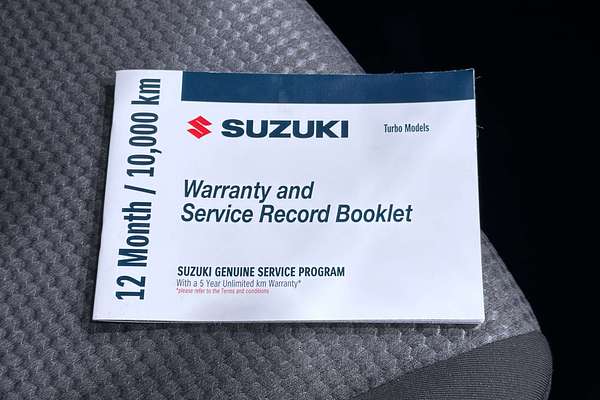 12 Month / 10,000 km
SUZUKI
Turbo Models
Warranty and
Service Record Booklet
SUZUKI GENUINE SERVICE PROGRAM
With a 5 Year Unlimited km Warranty*
*please refer to the Terms and conditions